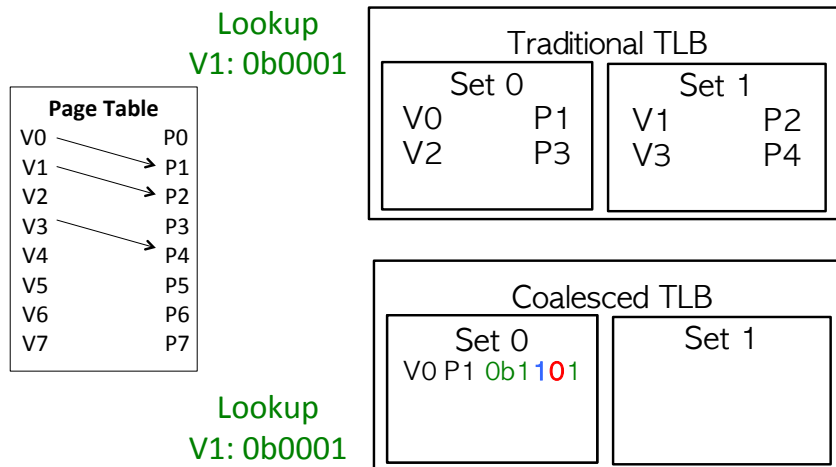 Lookup
V1: 0b0001
Page Table
V0 P0
V1 P1
V2 P2
V3 P3
V4 P4
V5 P5
V6 P6
V7 P7
Traditional TLB
Set 0
V0 P1
V2 P3
Set 1
V1 P2
V3 P4
Coalesced TLB
Set 0
V0 P1 0b1101
Set 1
Lookup
V1: 0b0001